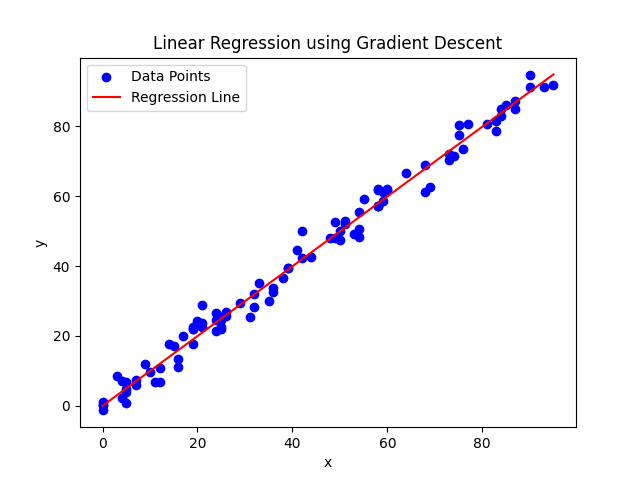 Linear Regression using Gradient Descent
Data Points
Regression Line
80
60
40
20
0
y
0 20 40 60 80
x